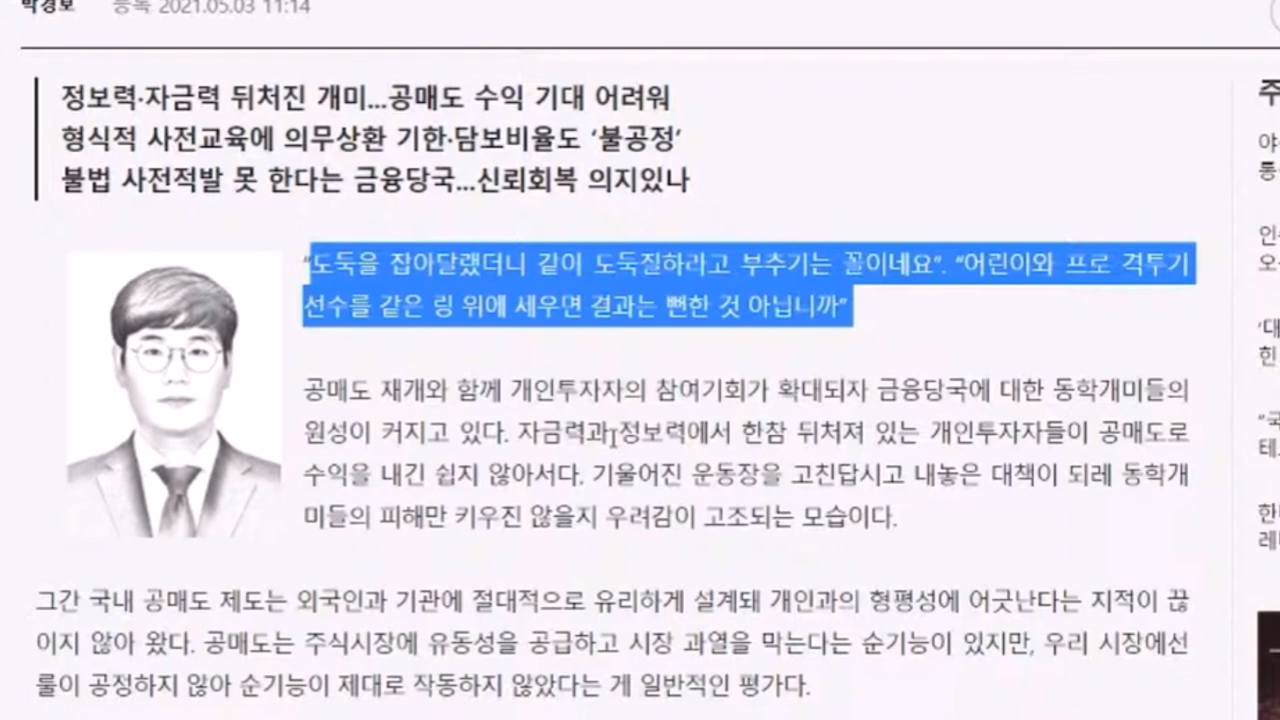 박경보 등록 2021.05.03 11:14
정보력·자금력 뒤처진 개미...공매도 수익 기대 어려워
형식적 사전교육에 의무상환 기한·담보비율도 ‘불공정’
불법 사전적발 못 한다는 금융당국...신뢰회복 의지있나
“도둑을 잡아달랬더니 같이 도둑질하라고 부추기는 꼴이네요”. “어린이와 프로 격투기
선수를 같은 링 위에 세우면 결과는 뻔한 것 아닙니까”
공매도 재개와 함께 개인투자자의 참여기회가 확대되자 금융당국에 대한 동학개미들의
원성이 커지고 있다. 자금력과 정보력에서 한참 뒤처져 있는 개인투자자들이 공매도로
수익을 내긴 쉽지 않아서다. 기울어진 운동장을 고친답시고 내놓은 대책이 되레 동학개
미들의 피해만 키우진 않을지 우려감이 고조되는 모습이다.
그간 국내 공매도 제도는 외국인과 기관에 절대적으로 유리하게 설계돼 개인과의 형평성에 어긋난다는 지적이 끊
이지 않아 왔다. 공매도는 주식시장에 유동성을 공급하고 시장 과열을 막는다는 순기능이 있지만, 우리 시장에선
룰이 공정하지 않아 순기능이 제대로 작동하지 않았다는 게 일반적인 평가다.